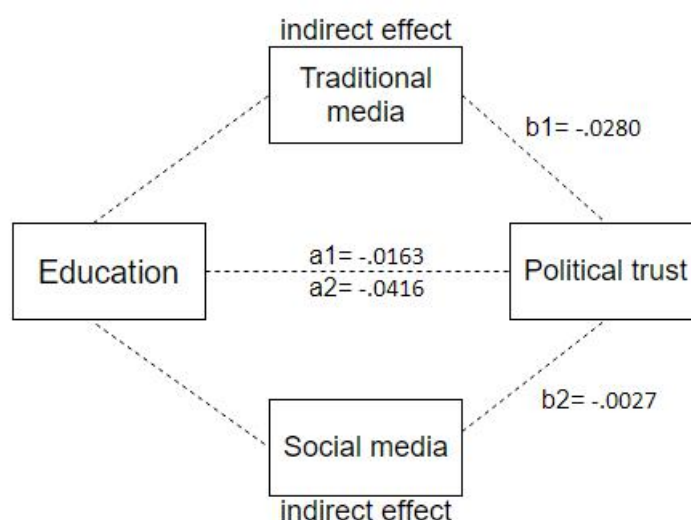 indirect effect
Traditional
media
b1= -.0280
Education
a1= -.0163
a2= -.0416
Political trust
b2= -.0027
Social media
indirect effect